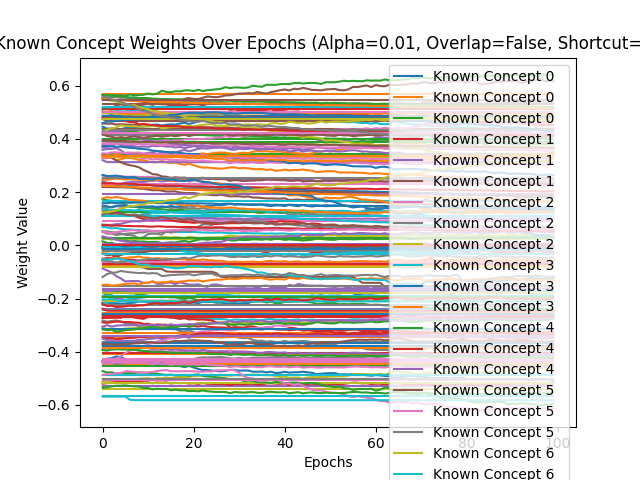 Known Concept Weights Over Epochs (Alpha=0.01, Overlap=False, Shortcut=
Weight Value
0.6
0.4
0.2
0.0
−0.2
−0.4
−0.6
0
20
40
60
80
100
Epochs
Known Concept 0
Known Concept 0
Known Concept 0
Known Concept 1
Known Concept 1
Known Concept 1
Known Concept 2
Known Concept 2
Known Concept 2
Known Concept 3
Known Concept 3
Known Concept 3
Known Concept 4
Known Concept 4
Known Concept 4
Known Concept 5
Known Concept 5
Known Concept 5
Known Concept 6
Known Concept 6